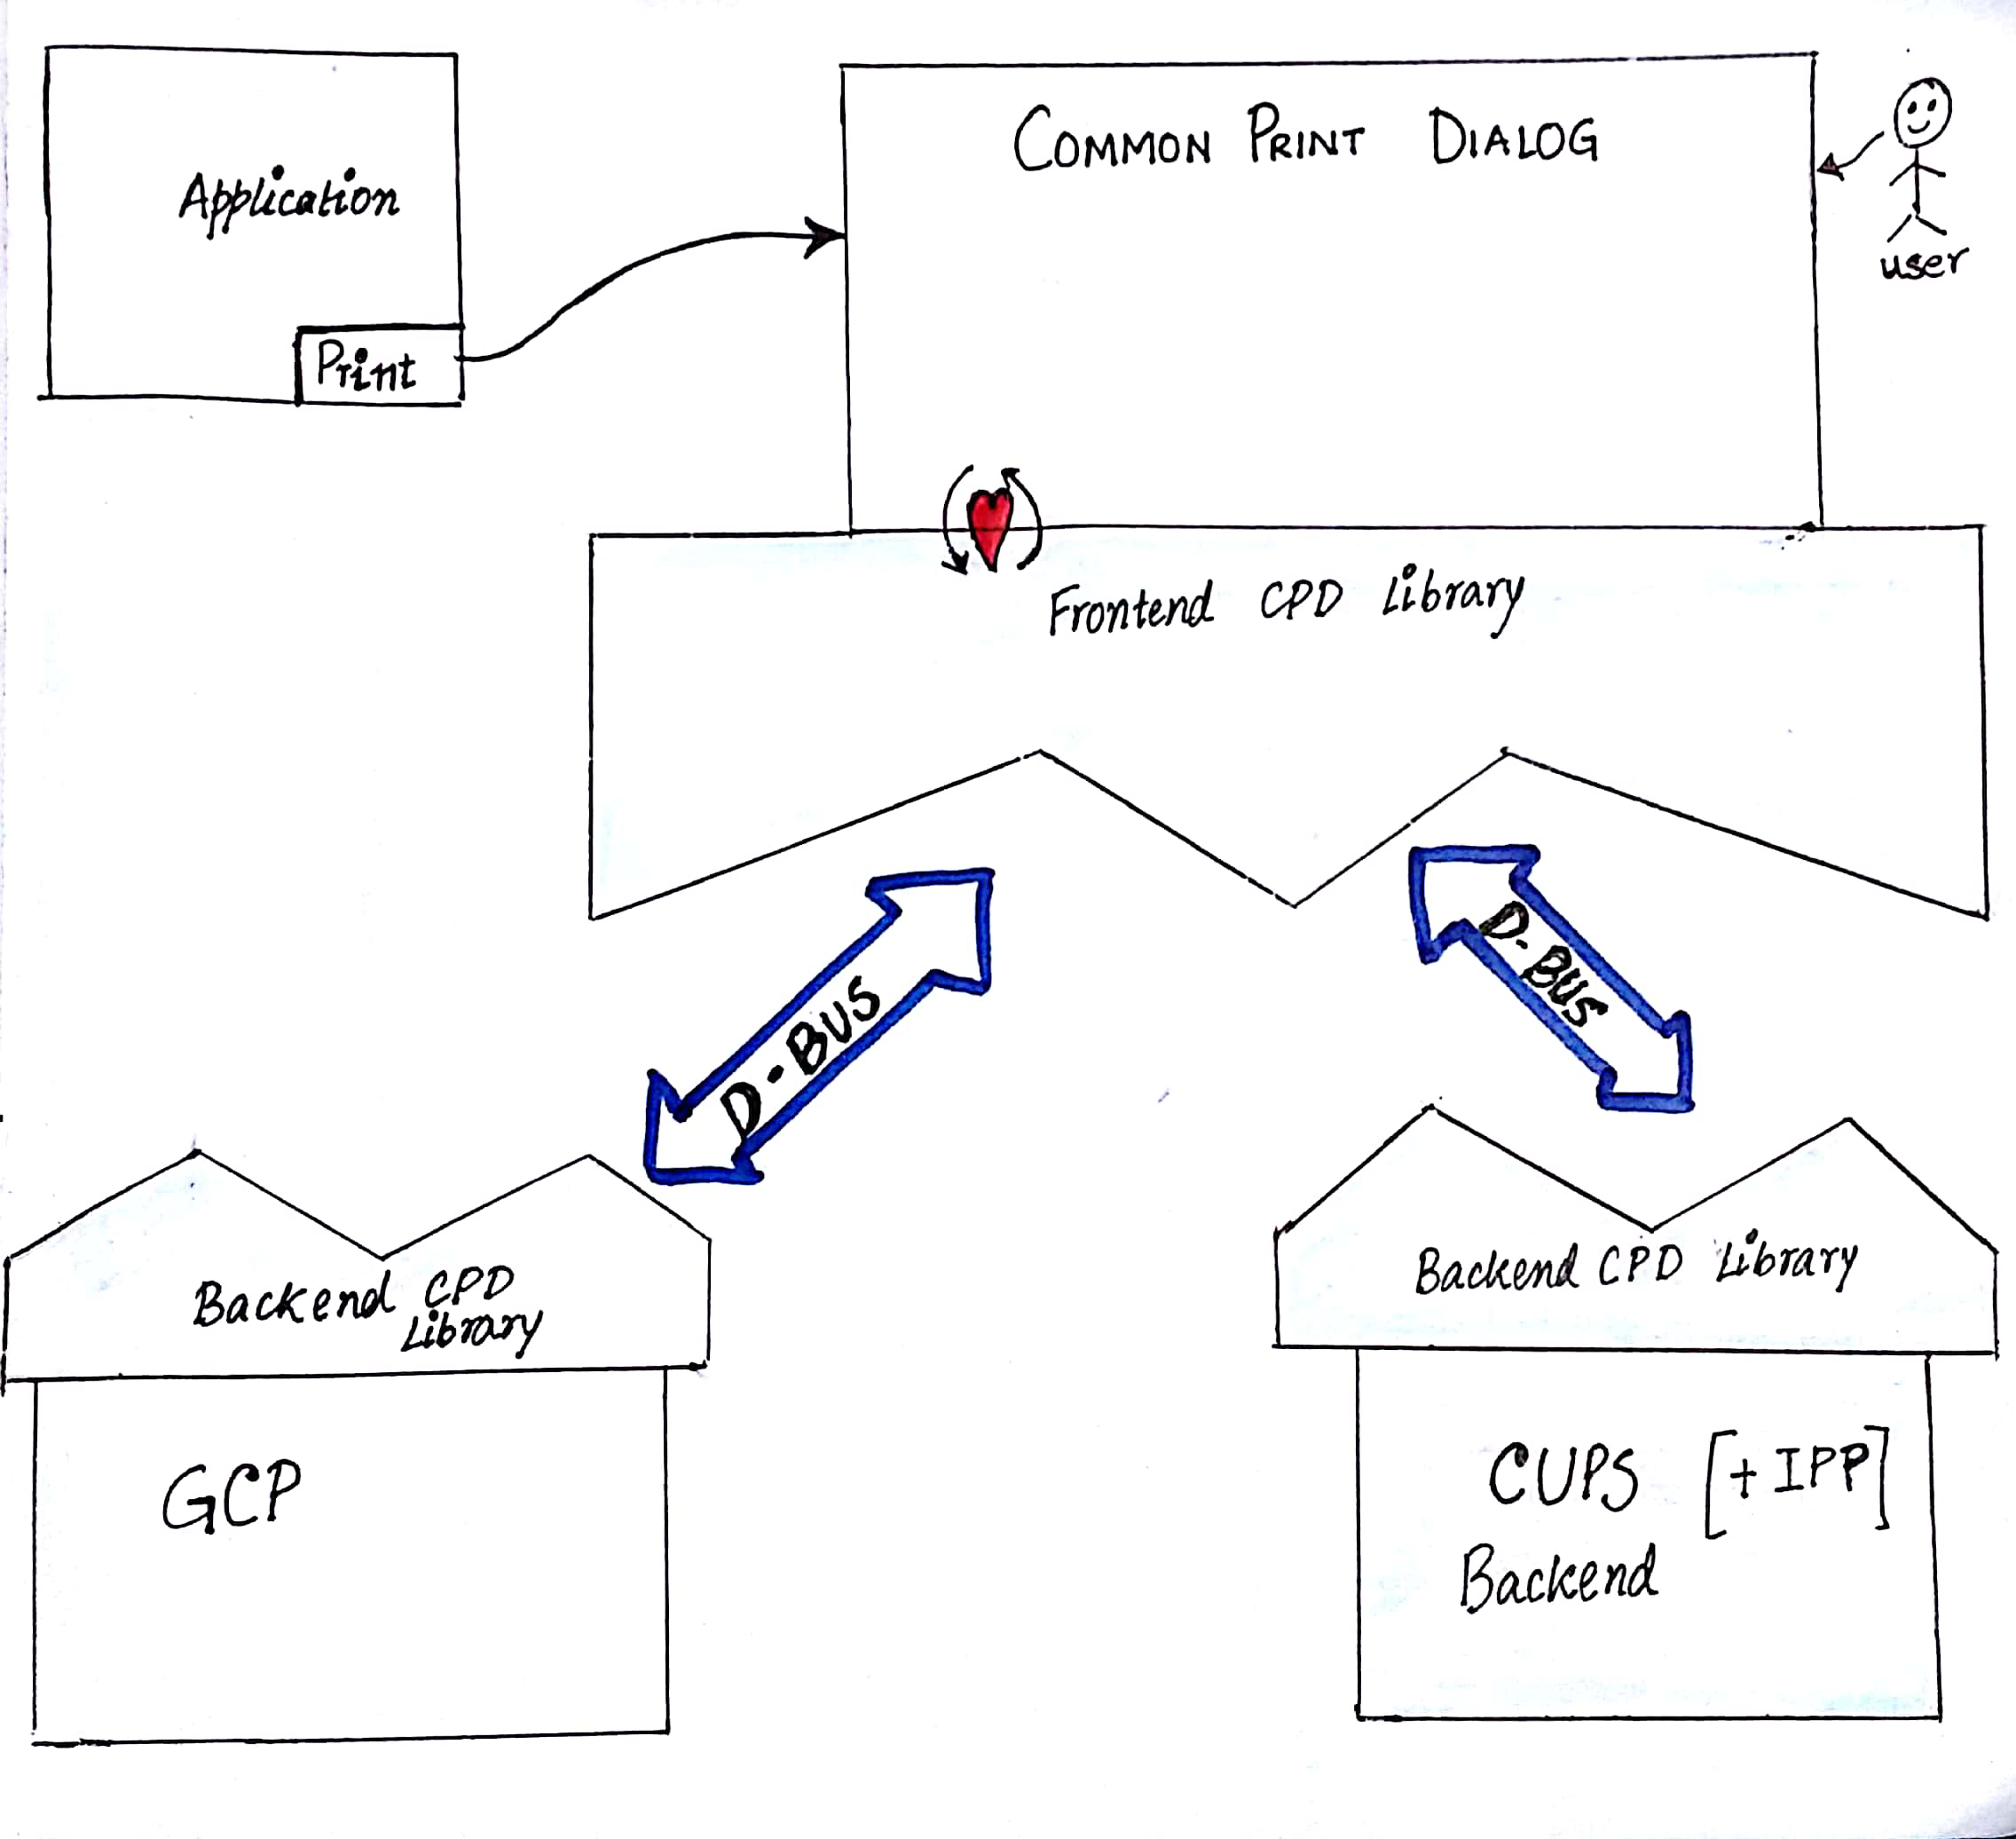 Application
Print
COMMON PRINT DIALOG
user
Frontend CPD Library
D-BUS
D-BUS
Backend CPD
Library
GCP
Backend CPD Library
CUPS [+ IPP]
Backend